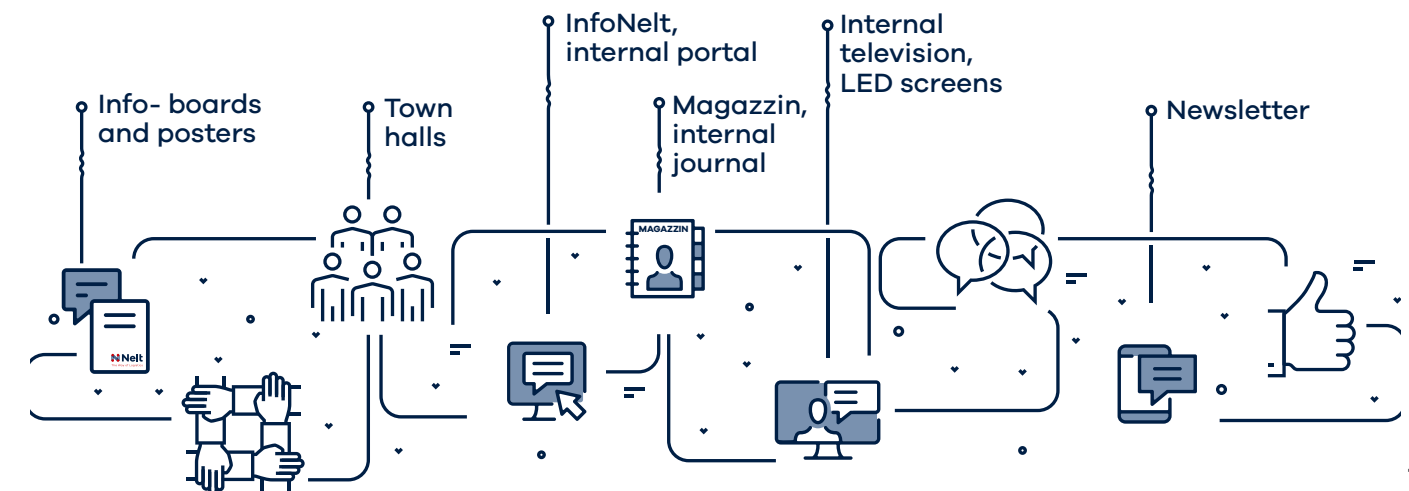 Info- boards
and posters
Town
halls
InfoNelt,
internal portal
Magazzin,
internal
journal
Internal
television,
LED screens
Newsletter
MAGAZZIN
Nelt